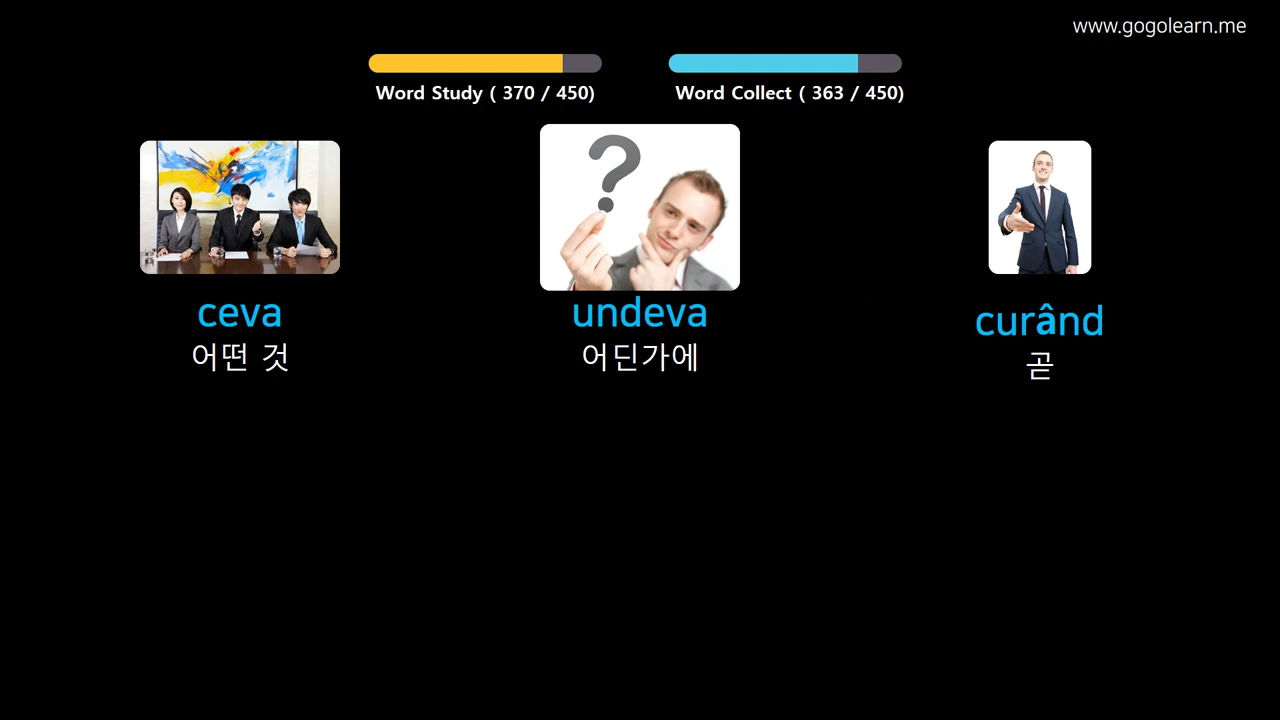 www.gogolearn.me
Word Study ( 370 / 450)
Word Collect ( 363 / 450)
?
ceva
어떤 것
undeva
어딘가에
curând
곧